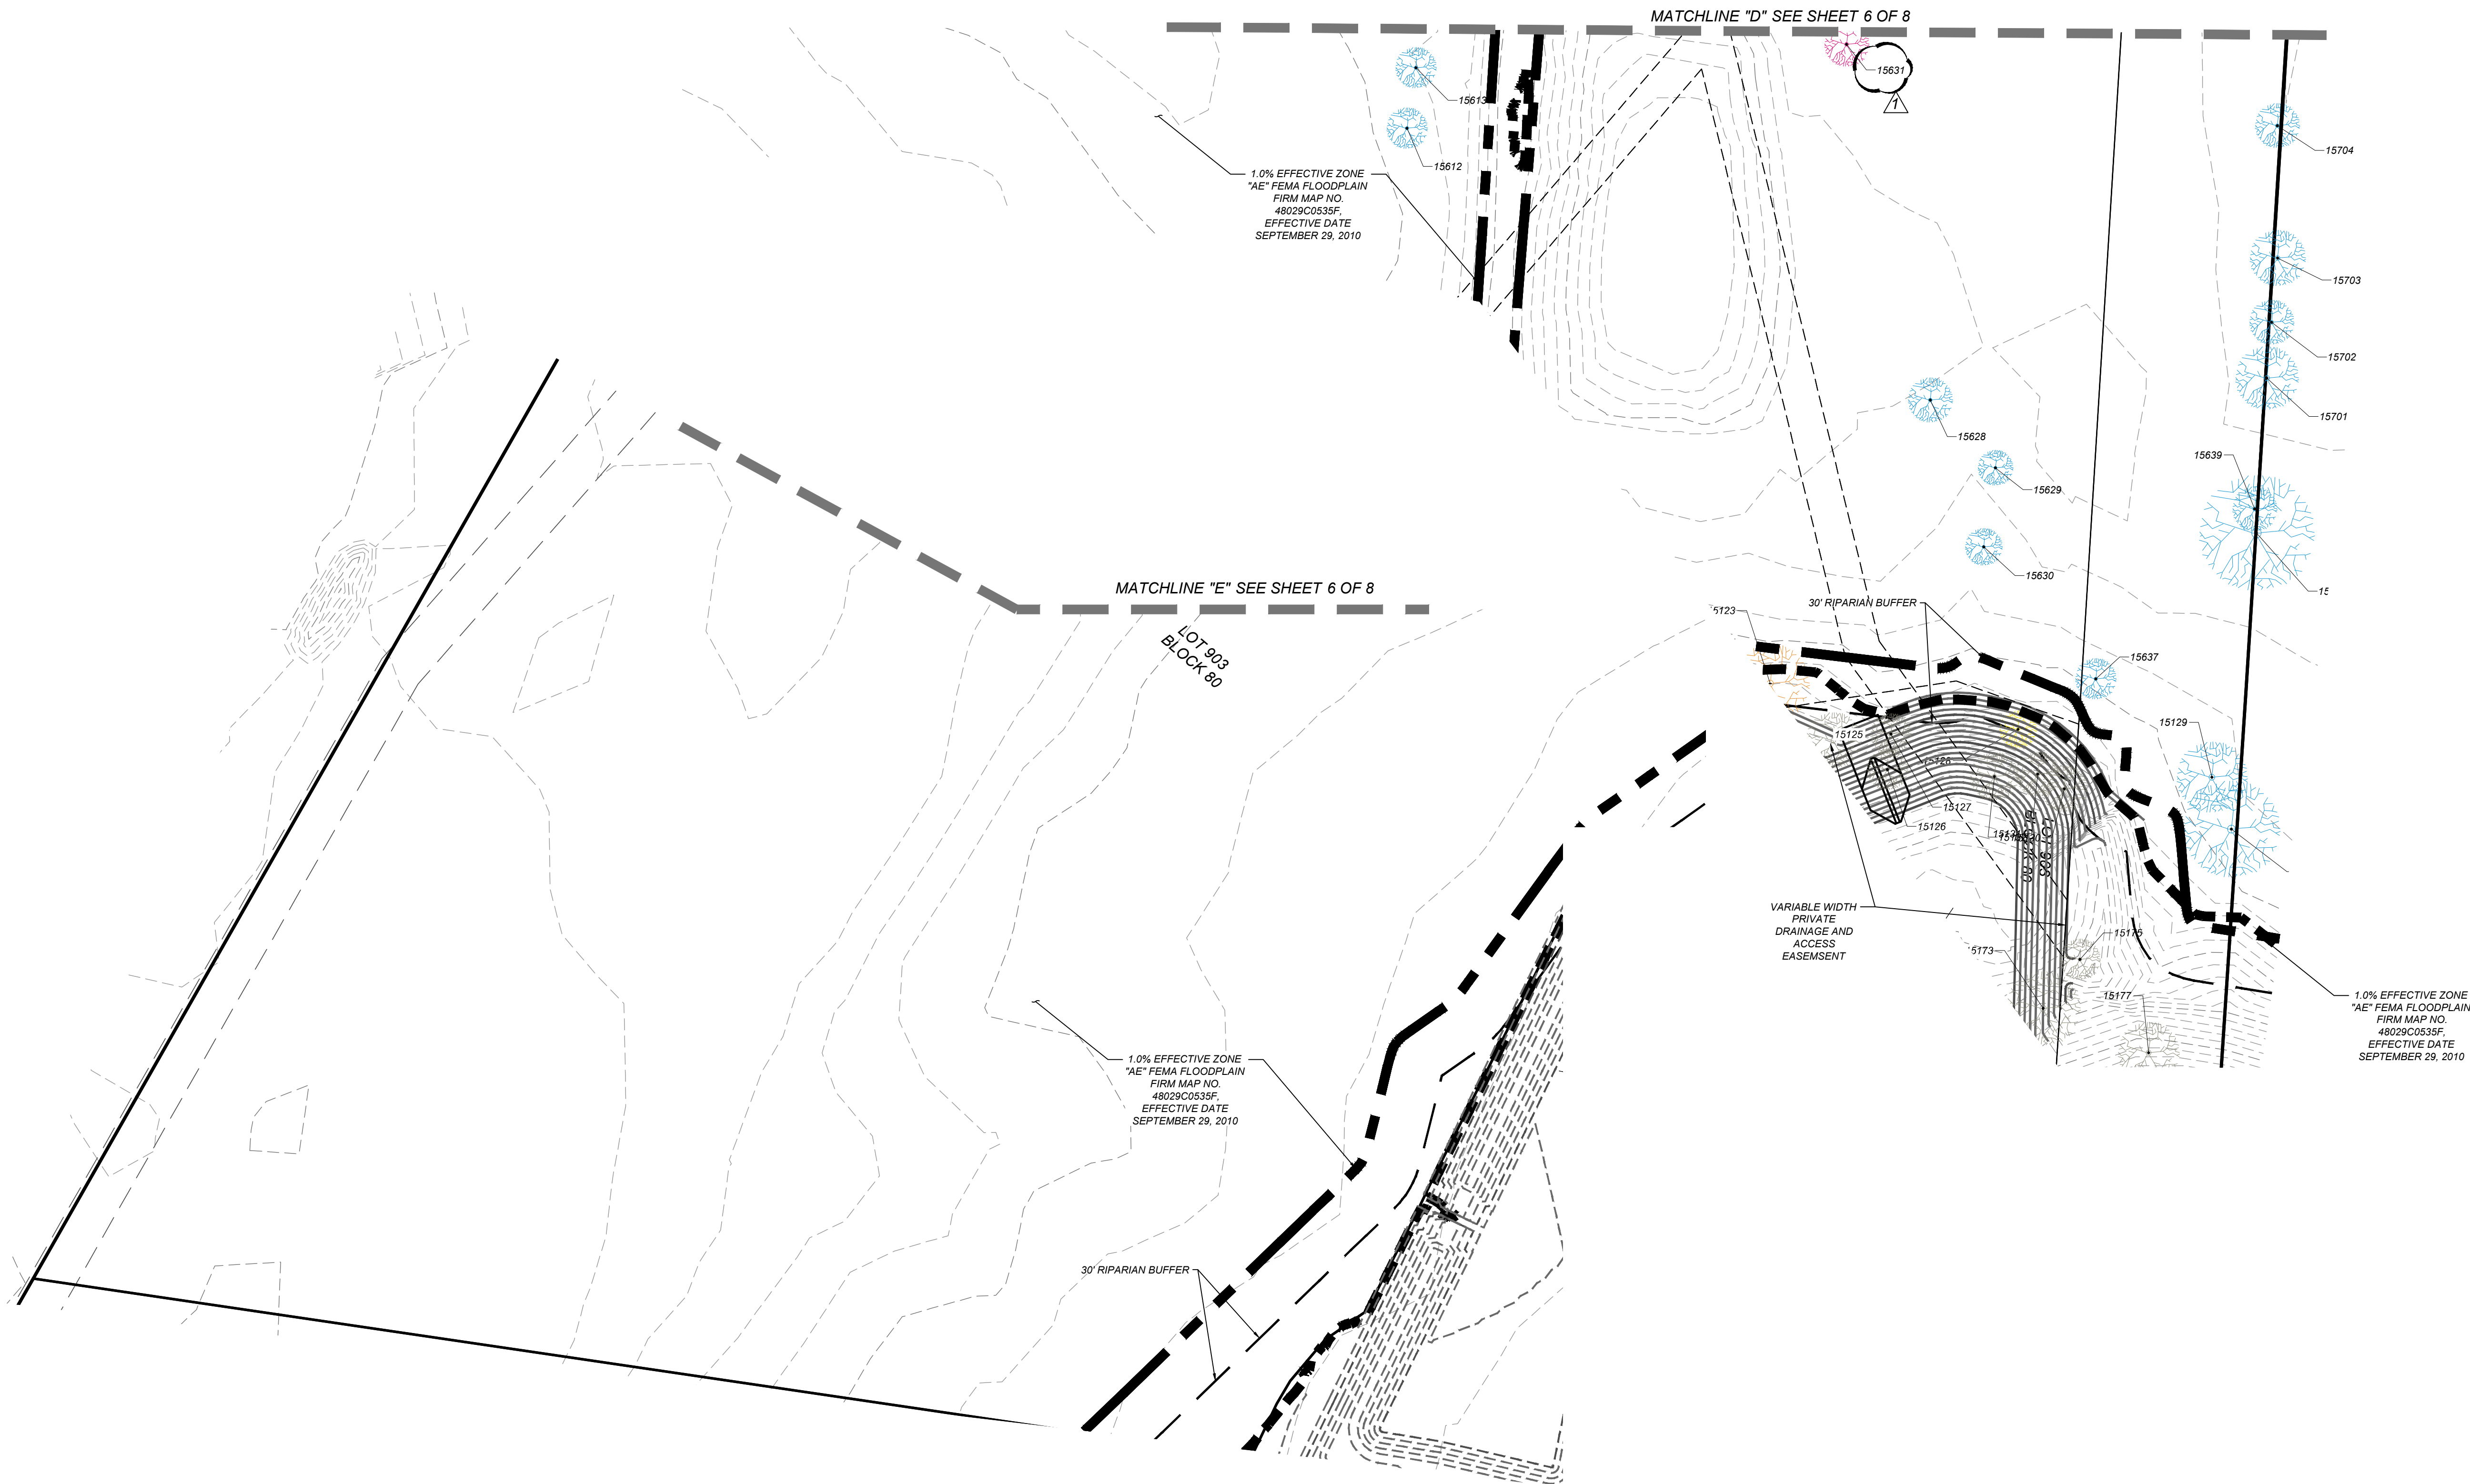 MATCHLINE "D" SEE SHEET 6 OF 8
15631
1
15613
15612
15704
1.0% EFFECTIVE ZONE
"AE" FEMA FLOODPLAIN
FIRM MAP NO.
48029C0535F,
EFFECTIVE DATE
SEPTEMBER 29, 2010
15703
15702
15701
15628
15639
15629
15630
MATCHLINE "E" SEE SHEET 6 OF 8
15
5123
30' RIPARIAN BUFFER
LOT 903
BLOCK 80
15637
15129
15125
15127
15126
VARIABLE WIDTH
PRIVATE
DRAINAGE AND
ACCESS
EASEMSENT
5173
15175
15177
1.0% EFFECTIVE ZONE
"AE" FEMA FLOODPLAIN
FIRM MAP NO.
48029C0535F,
EFFECTIVE DATE
SEPTEMBER 29, 2010
1.0% EFFECTIVE ZONE
"AE" FEMA FLOODPLAIN
FIRM MAP NO.
48029C0535F,
EFFECTIVE DATE
SEPTEMBER 29, 2010
30' RIPARIAN BUFFER